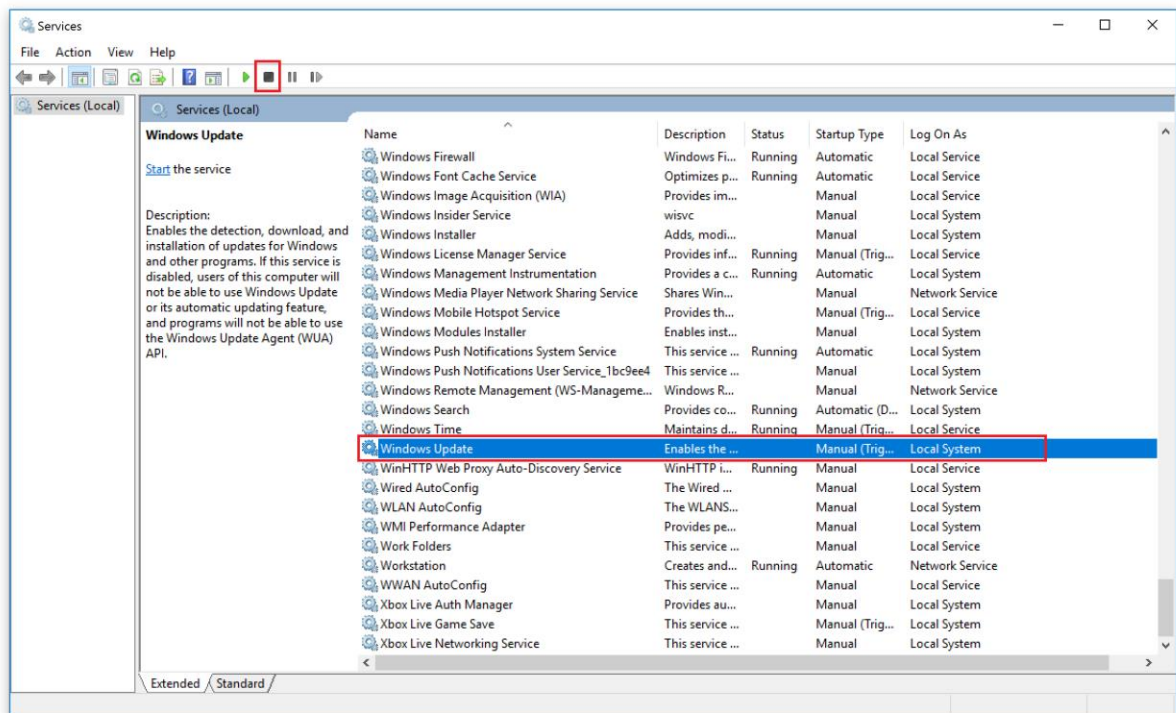 Services
File Action View Help
Services (Local)
Services (Local)
Windows Update
Start the service
Description:
Enables the detection, download, and
installation of updates for Windows
and other programs. If this service is
disabled, users of this computer will
not be able to use Windows Update
or its automatic updating feature,
and programs will not be able to use
the Windows Update Agent (WUA)
API.
Name Description Status Startup Type Log On As
Windows Firewall Windows Fi... Running Automatic Local Service
Windows Font Cache Service Optimizes p... Running Automatic Local Service
Windows Image Acquisition (WIA) Provides im... Manual Local Service
Windows Insider Service wisvc Manual Local System
Windows Installer Adds, modi... Manual Local System
Windows License Manager Service Provides inf... Running Manual (Trig... Local Service
Windows Management Instrumentation Provides a c... Running Automatic Local System
Windows Media Player Network Sharing Service Shares Win... Manual Network Service
Windows Mobile Hotspot Service Provides th... Manual (Trig... Local Service
Windows Modules Installer Enables inst... Manual Local System
Windows Push Notifications System Service This service ... Running Automatic Local System
Windows Push Notifications User Service_1bc9ee4 This service ... Manual Local System
Windows Remote Management (WS-Manageme... Windows R... Manual Network Service
Windows Search Provides co... Running Automatic (D... Local System
Windows Time Maintains d... Running Manual (Trig... Local Service
Windows Update Enables the ... Manual (Trig... Local System
WinHTTP Web Proxy Auto-Discovery Service WinHTTP i... Running Manual Local Service
Wired AutoConfig The Wired ... Manual Local System
WLAN AutoConfig The WLANS... Manual Local System
WMI Performance Adapter Provides pe... Manual Local System
Work Folders This service ... Manual Local Service
Workstation Creates and... Running Automatic Network Service
WWAN AutoConfig This service ... Manual Local System
Xbox Live Auth Manager Provides au... Manual Local System
Xbox Live Game Save This service ... Manual (Trig... Local System
Xbox Live Networking Service This service ... Manual Local System
Extended Standard